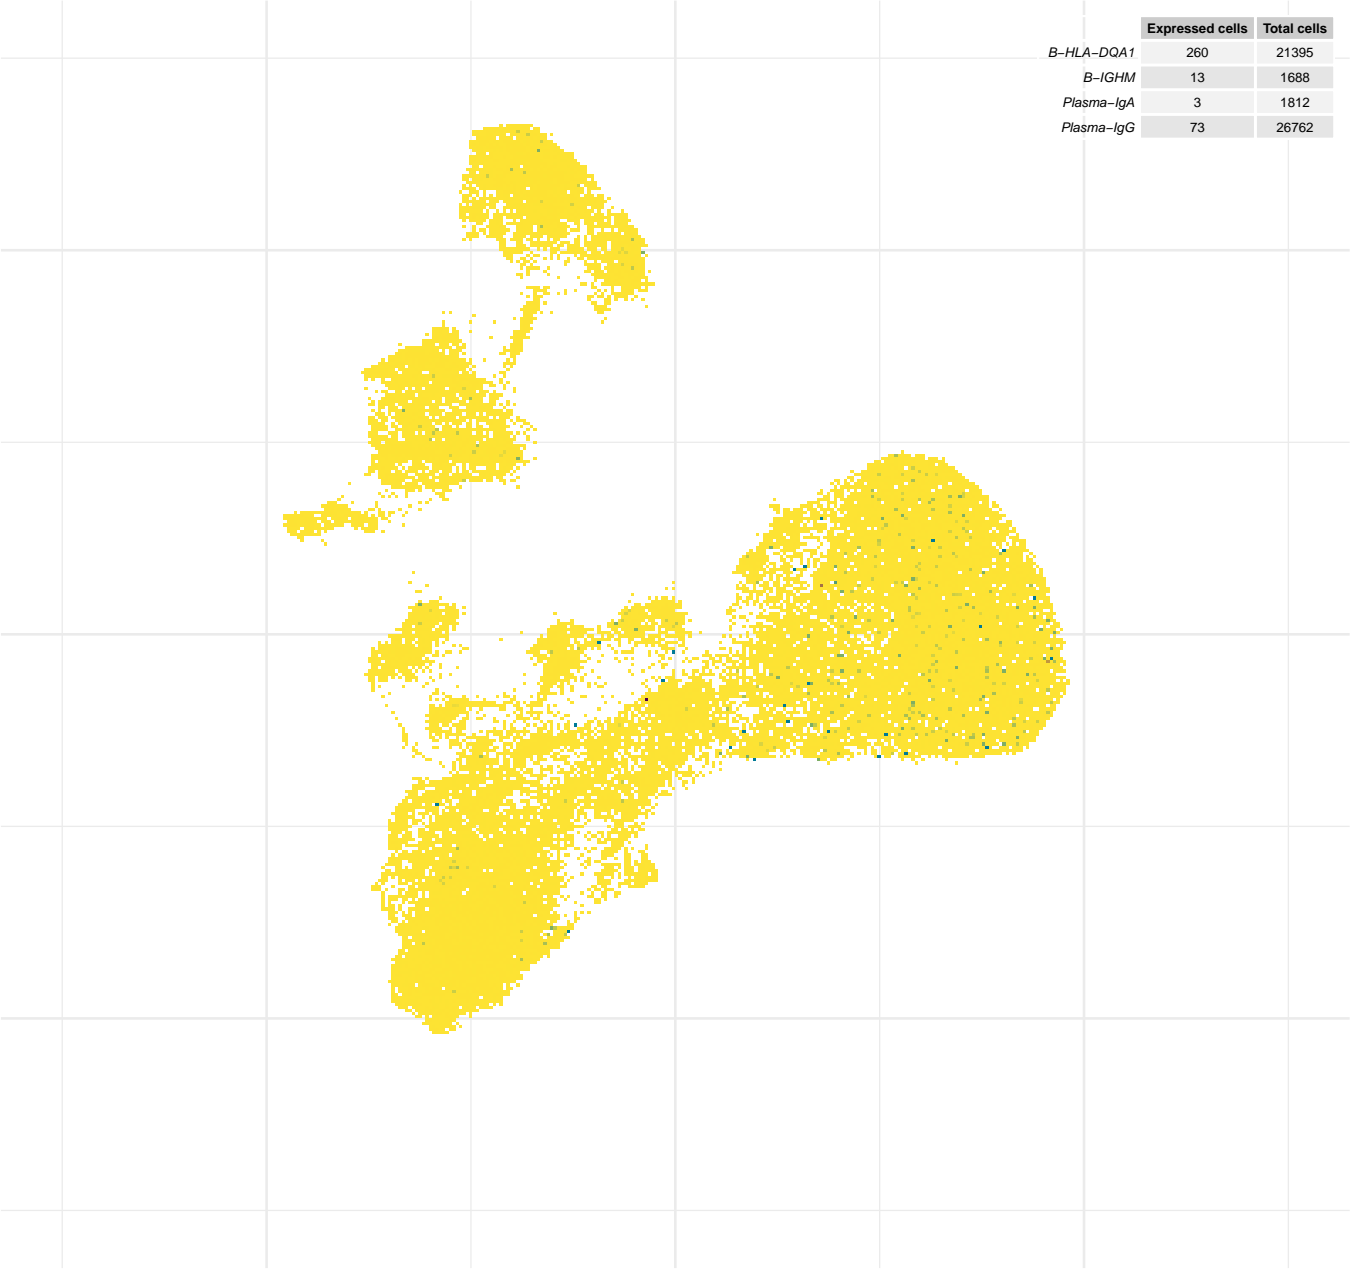 Expressed cells Total cells
B−HLA−DQA1 260 21395
B−IGHM 13 1688
Plasma−IgA 3 1812
Plasma−IgG 73 26762